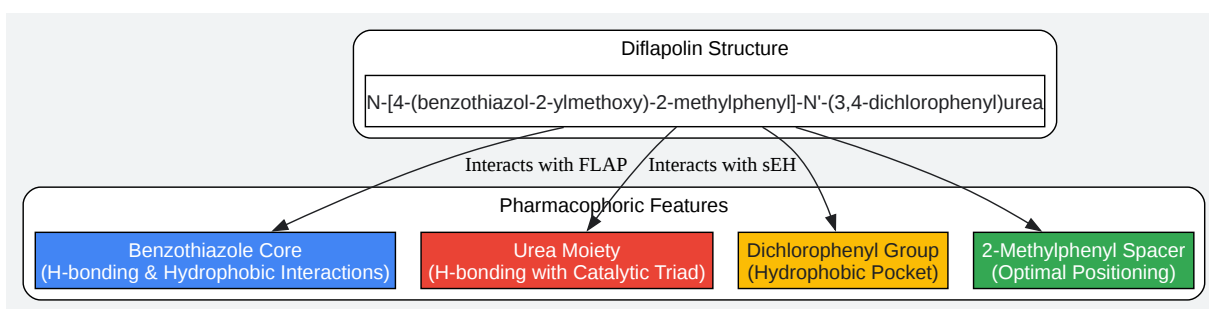 Diflapolin Structure
N-[4-(benzothiazol-2-ylmethoxy)-2-methylphenyl]-N'-(3,4-dichlorophenyl)urea
Interacts with FLAP
Interacts with sEH
Pharmacophoric Features
Benzothiazole Core
(H-bonding & Hydrophobic Interactions)
Urea Moiety
(H-bonding with Catalytic Triad)
Dichlorophenyl Group
(Hydrophobic Pocket)
2-Methylphenyl Spacer
(Optimal Positioning)